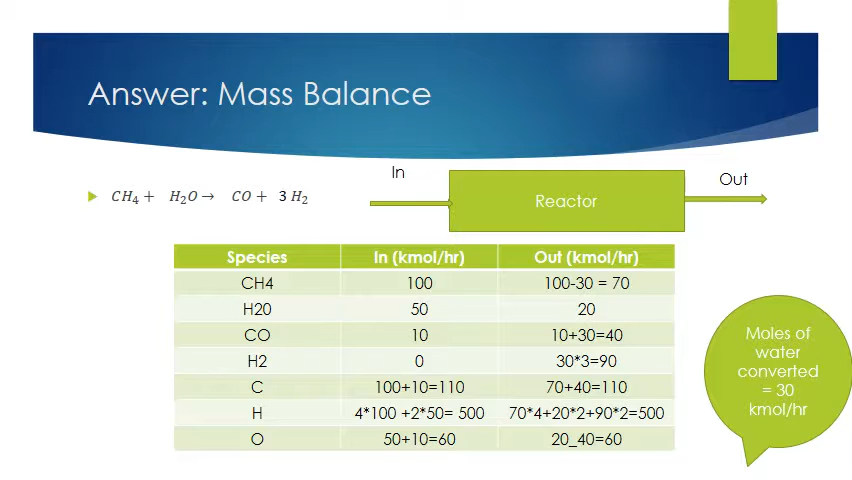 Answer: Mass Balance
In
Out
CH₄ + H₂O → CO + 3 H₂
Reactor
Species In (kmol/hr) Out (kmol/hr)
CH4 100 100-30 = 70
H20 50 20
CO 10 10+30=40
H2 0 30*3=90
C 100+10=110 70+40=110
H 4*100 +2*50= 500 70*4+20*2+90*2=500
O 50+10=60 20_40=60
Moles of
water
converted
= 30
kmol/hr